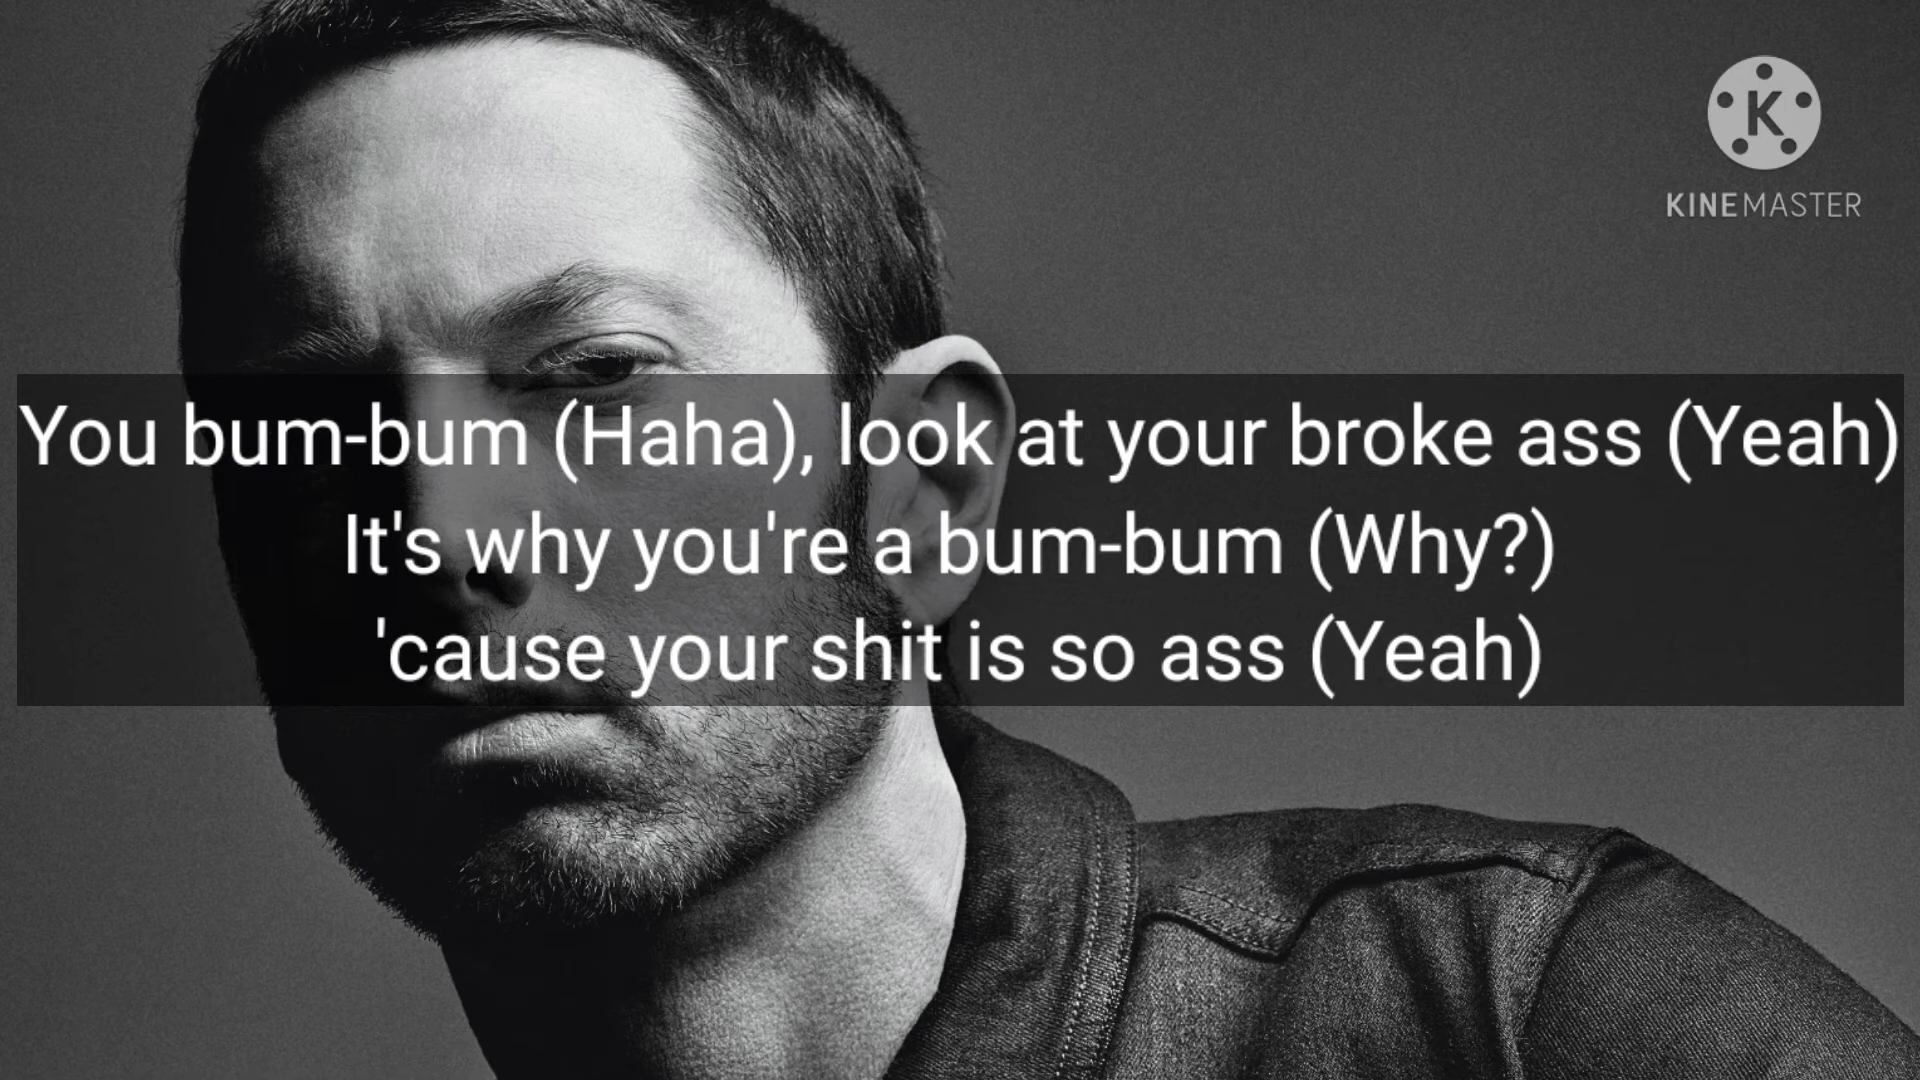 K
KINEMASTER
You bum-bum (Haha), look at your broke ass (Yeah)
It's why you're a bum-bum (Why?)
'cause your shit is so ass (Yeah)